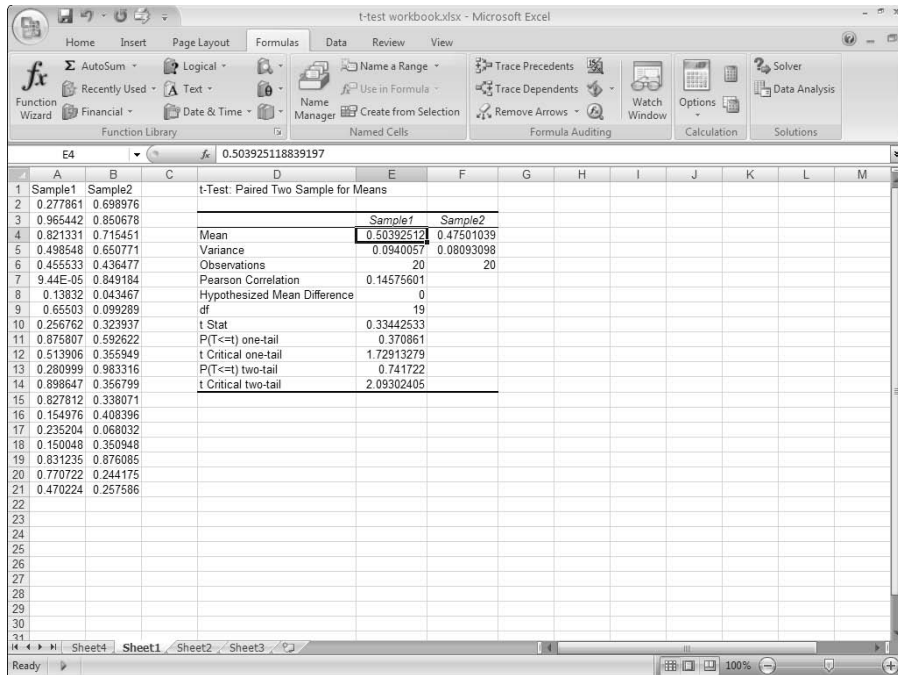 t-test workbook.xlsx - Microsoft Excel
Home Insert Page Layout Formulas Data Review View
fx Function Wizard
Σ AutoSum
Recently Used
Financial
Logical
Text
Date & Time
Function Library
Name Manager
Name a Range
Use in Formula
Create from Selection
Named Cells
Trace Precedents
Trace Dependents
Remove Arrows
Formula Auditing
Watch Window
Options
Calculation
Solver
Data Analysis
Solutions
E4 fx 0.503925118839197
A B C D E F G H I J K L M
1 Sample1 Sample2 t-Test: Paired Two Sample for Means
2 0.277861 0.698976
3 0.965442 0.850678 Sample1 Sample2
4 0.821331 0.715451 Mean 0.50392512 0.47501039
5 0.498548 0.650771 Variance 0.0940057 0.08093098
6 0.455533 0.436477 Observations 20 20
7 9.44E-05 0.849184 Pearson Correlation 0.14575601
8 0.13832 0.043467 Hypothesized Mean Difference 0
9 0.65503 0.099289 df 19
10 0.256762 0.323937 t Stat 0.33442533
11 0.875807 0.592622 P(T<=t) one-tail 0.370861
12 0.513906 0.355949 t Critical one-tail 1.72913279
13 0.280999 0.983316 P(T<=t) two-tail 0.741722
14 0.898647 0.356799 t Critical two-tail 2.09302405
15 0.827812 0.338071
16 0.154976 0.408396
17 0.235204 0.068032
18 0.150048 0.350948
19 0.831235 0.876085
20 0.770722 0.244175
21 0.470224 0.257586
22
23
24
25
26
27
28
29
30
31
Sheet4 Sheet1 Sheet2 Sheet3
Ready 100%